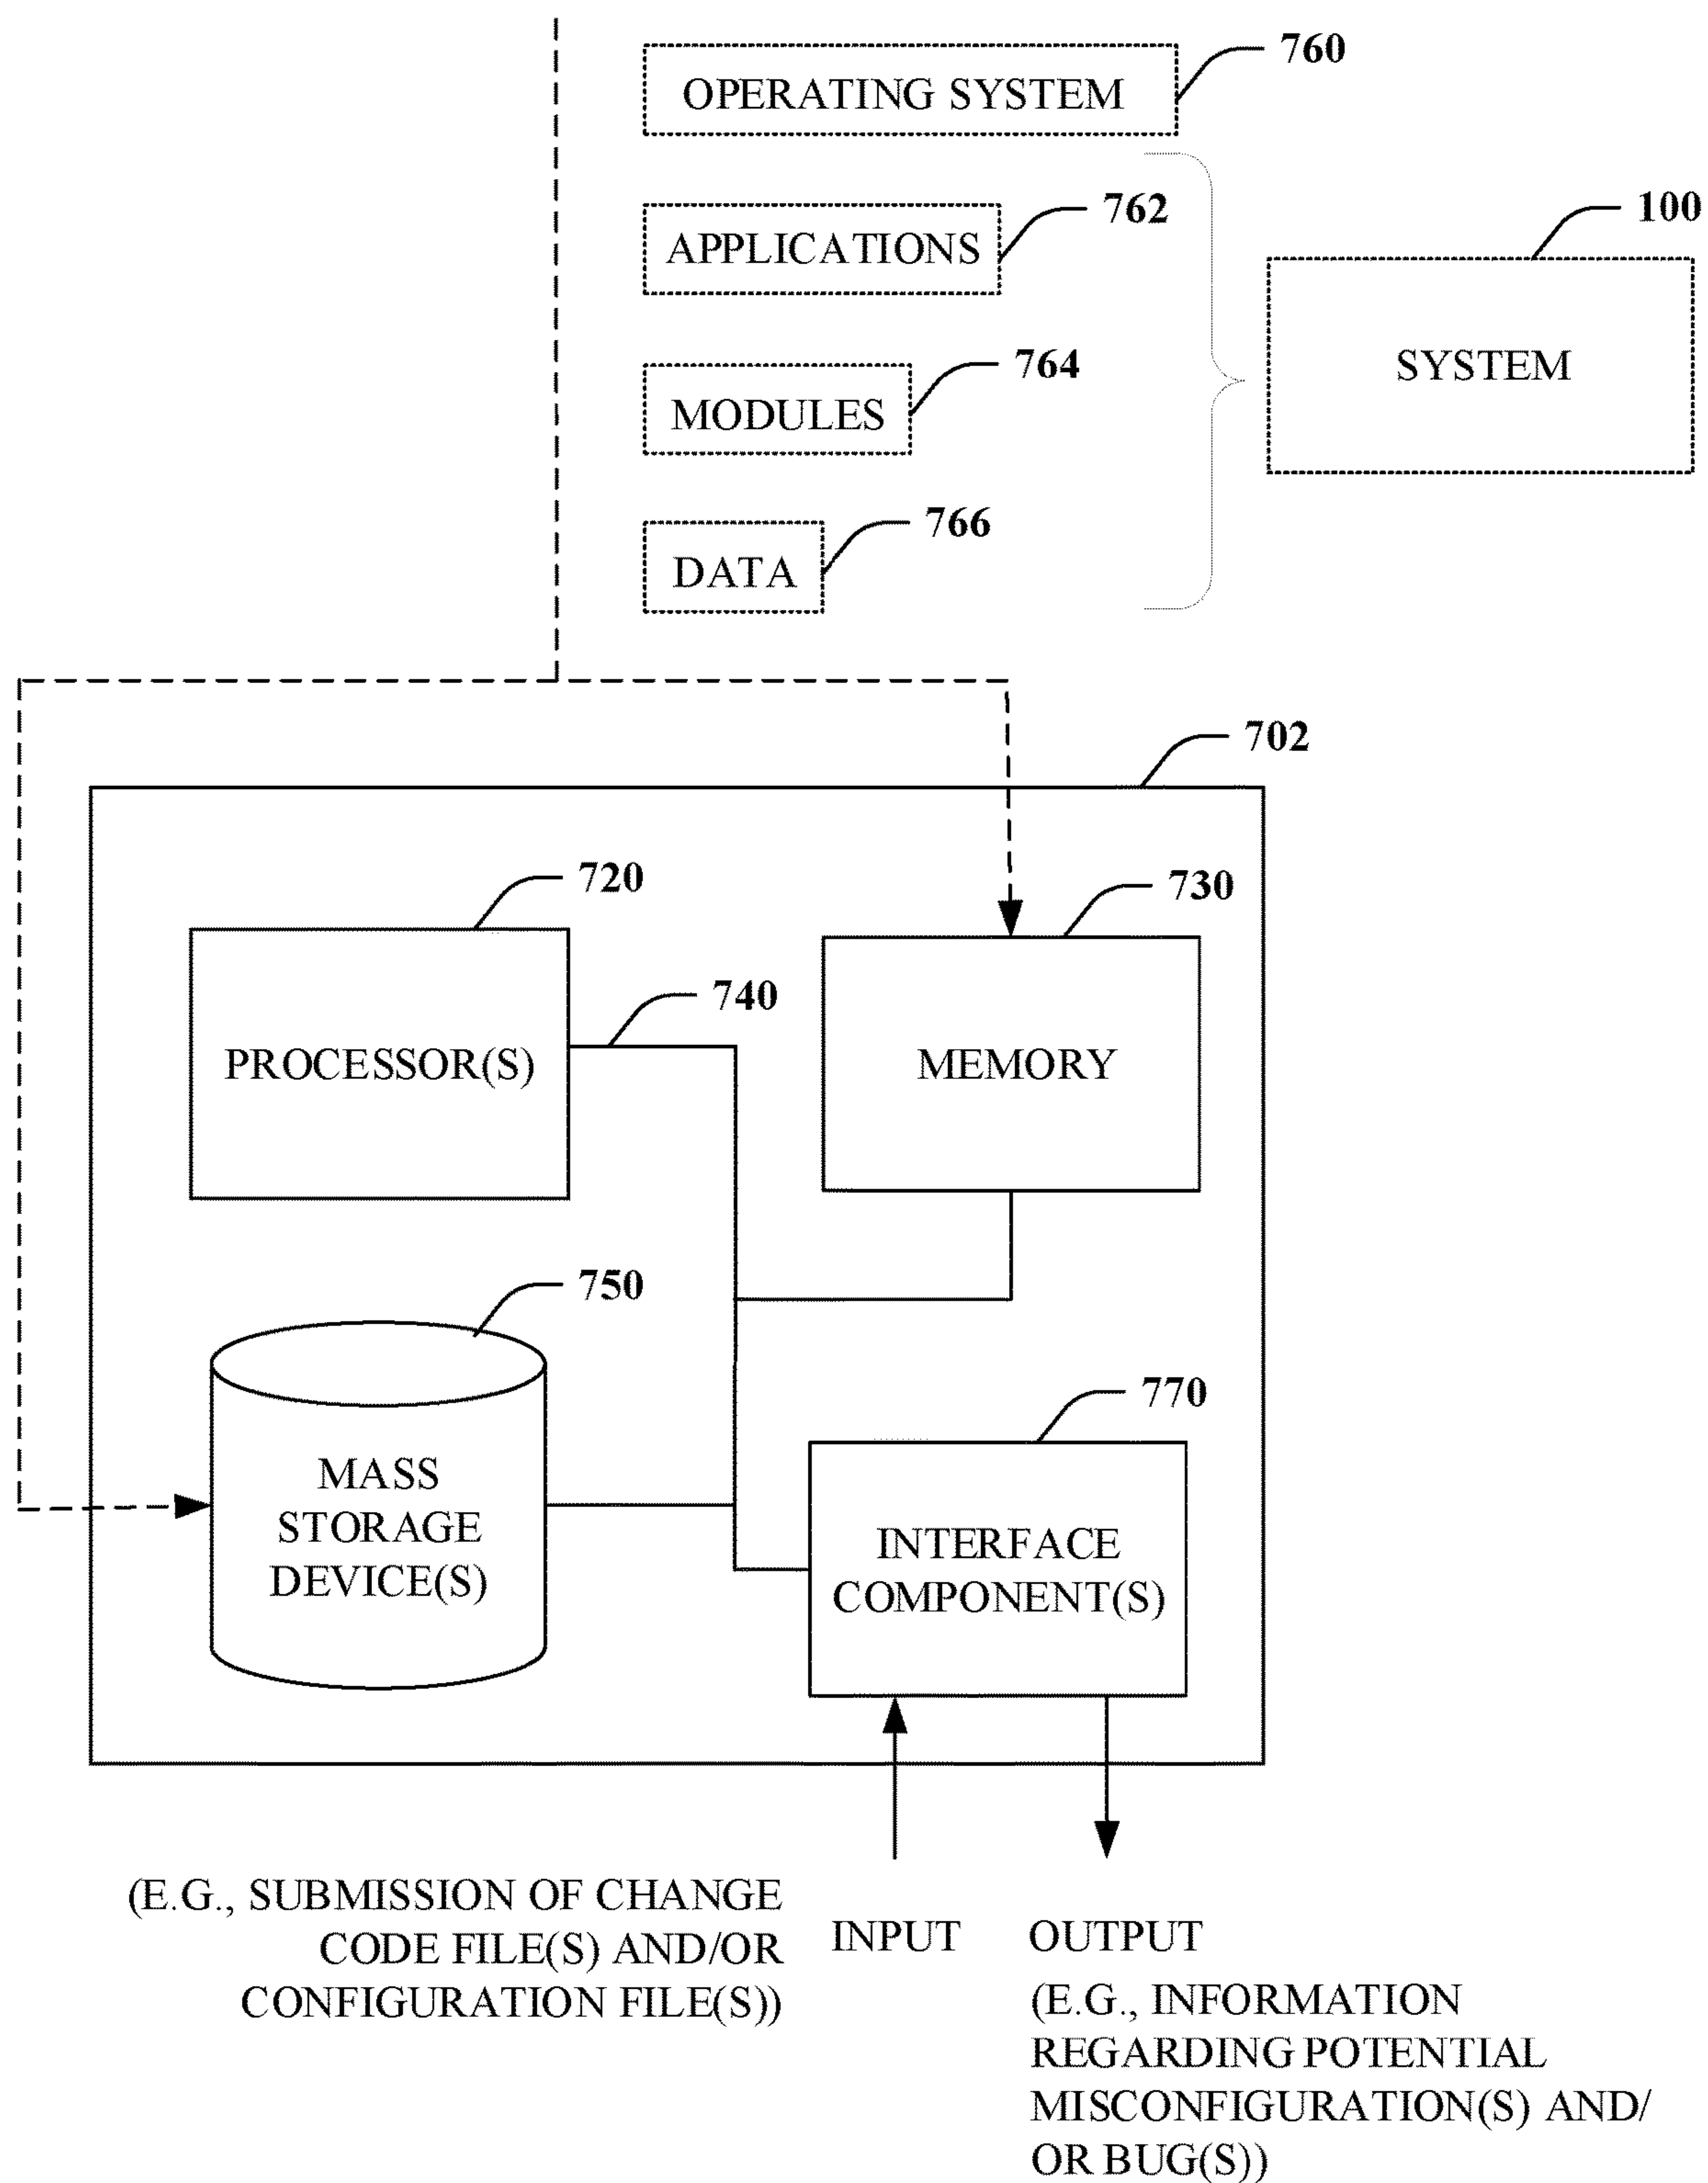 760
OPERATING SYSTEM
762
100
APPLICATIONS
764
SYSTEM
MODULES
766
DATA
702
720
730
740
PROCESSOR(S)
MEMORY
750
770
MASS
STORAGE
DEVICE(S)
INTERFACE
COMPONENT(S)
(E.G., SUBMISSION OF CHANGE
CODE FILE(S) AND/OR
CONFIGURATION FILE(S))
INPUT
OUTPUT
(E.G., INFORMATION
REGARDING POTENTIAL
MISCONFIGURATION(S) AND/
OR BUG(S))